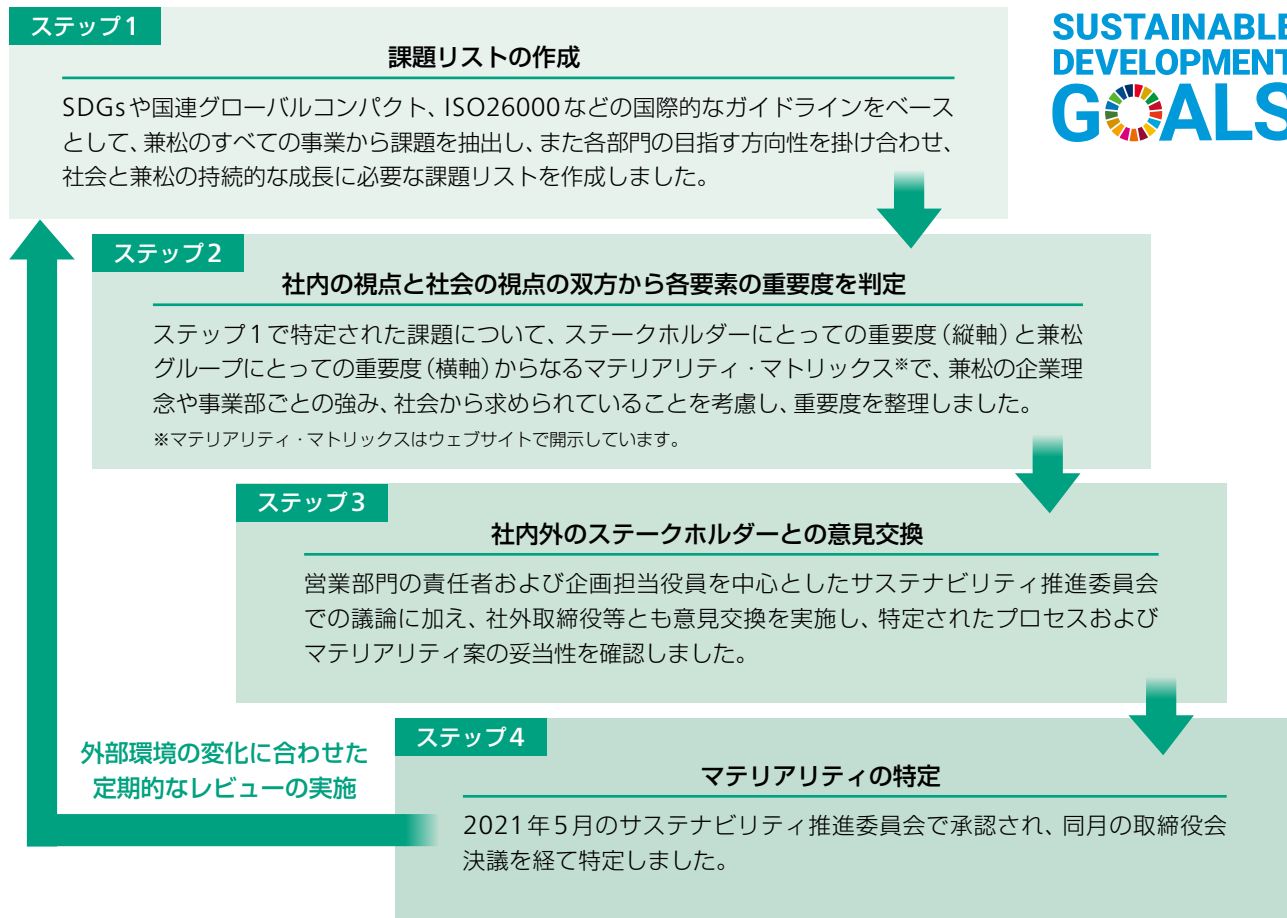 ステップ1
課題リストの作成
SDGsや国連グローバルコンパクト、ISO26000などの国際的なガイドラインをベース
として、兼松のすべての事業から課題を抽出し、また各部門の目指す方向性を掛け合わせ、
社会と兼松の持続的な成長に必要な課題リストを作成しました。
SUSTAINABLE
DEVELOPMENT
GOALS
ステップ2
社内の視点と社会の視点の双方から各要素の重要度を判定
ステップ1で特定された課題について、ステークホルダーにとっての重要度（縦軸）と兼松
グループにとっての重要度（横軸）からなるマテリアリティ・マトリックス※で、兼松の企業理
念や事業部ごとの強み、社会から求められていることを考慮し、重要度を整理しました。
※マテリアリティ・マトリックスはウェブサイトで開示しています。
ステップ3
社内外のステークホルダーとの意見交換
営業部門の責任者および企画担当役員を中心としたサステナビリティ推進委員会
での議論に加え、社外取締役等とも意見交換を実施し、特定されたプロセスおよび
マテリアリティ案の妥当性を確認しました。
外部環境の変化に合わせた
定期的なレビューの実施
ステップ4
マテリアリティの特定
2021年5月のサステナビリティ推進委員会で承認され、同月の取締役会
決議を経て特定しました。